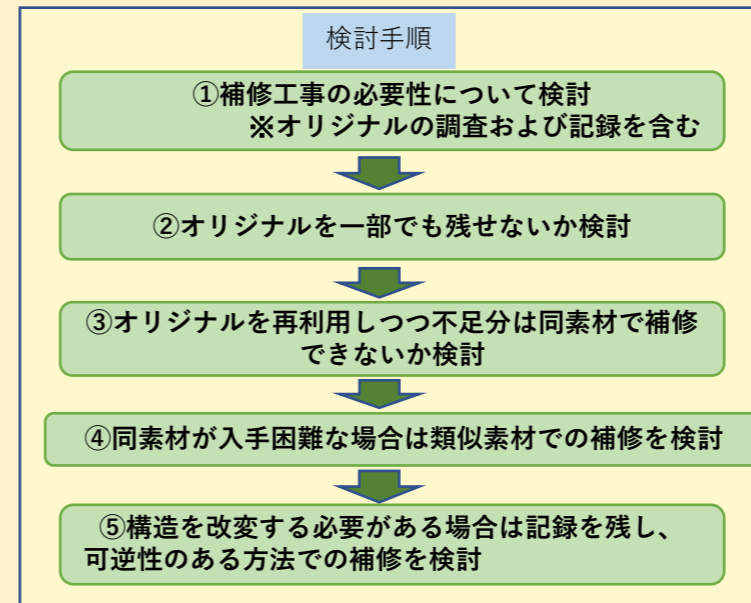 検討手順
①補修工事の必要性について検討
※オリジナルの調査および記録を含む
②オリジナルを一部でも残せないか検討
③オリジナルを再利用しつつ不足分は同素材で補修
できないか検討
④同素材が入手困難な場合は類似素材での補修を検討
⑤構造を改変する必要がある場合は記録を残し、
可逆性のある方法での補修を検討